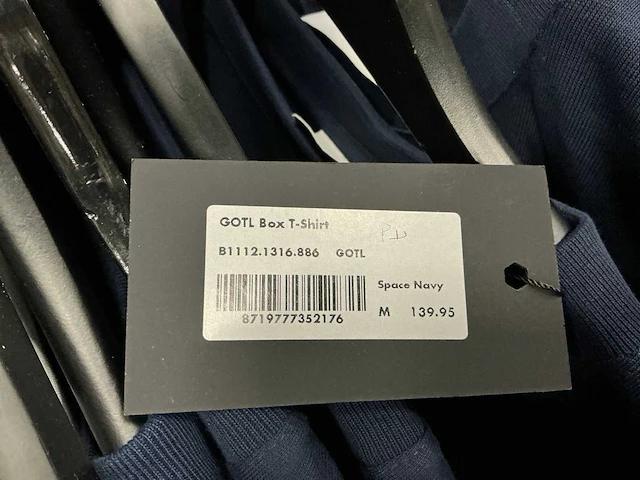 GOTL Box T-Shirt
B1112.1316.886 GOTL
Space Navy
8719777352176
M 139.95